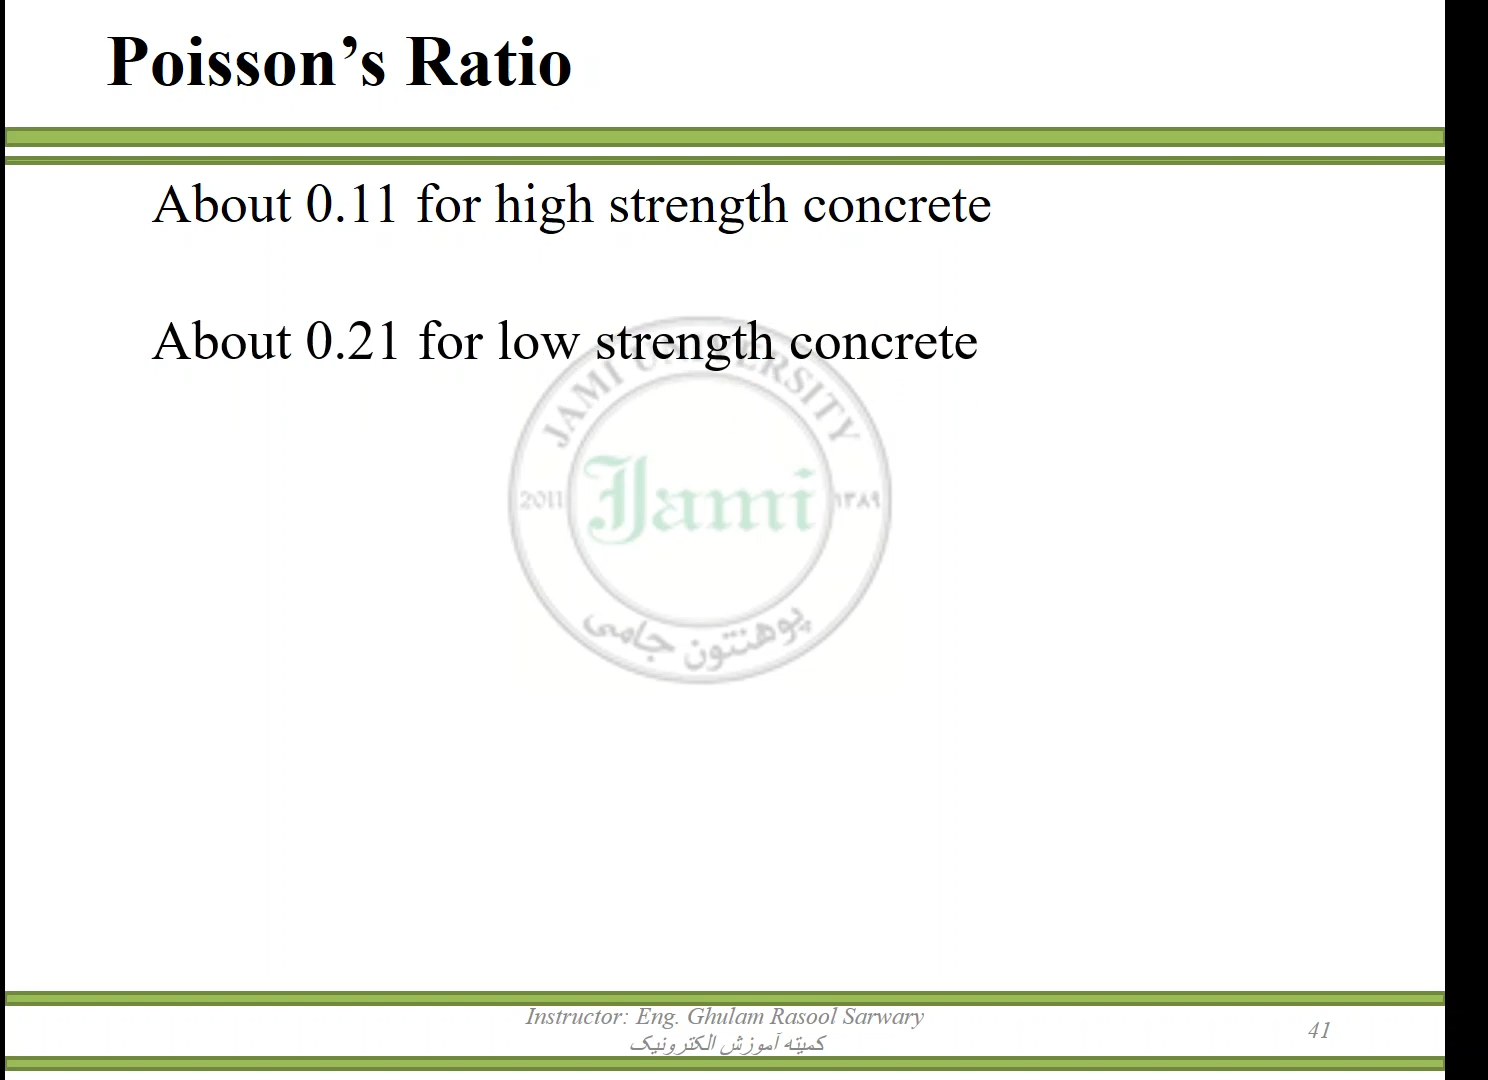 Poisson’s Ratio
About 0.11 for high strength concrete
About 0.21 for low strength concrete
JAMI UNIVERSITY
2011
Jami
۱۳۸۹
پوهنتون جامی
Instructor: Eng. Ghulam Rasool Sarwary
کمیته آموزش الکترونیک
41